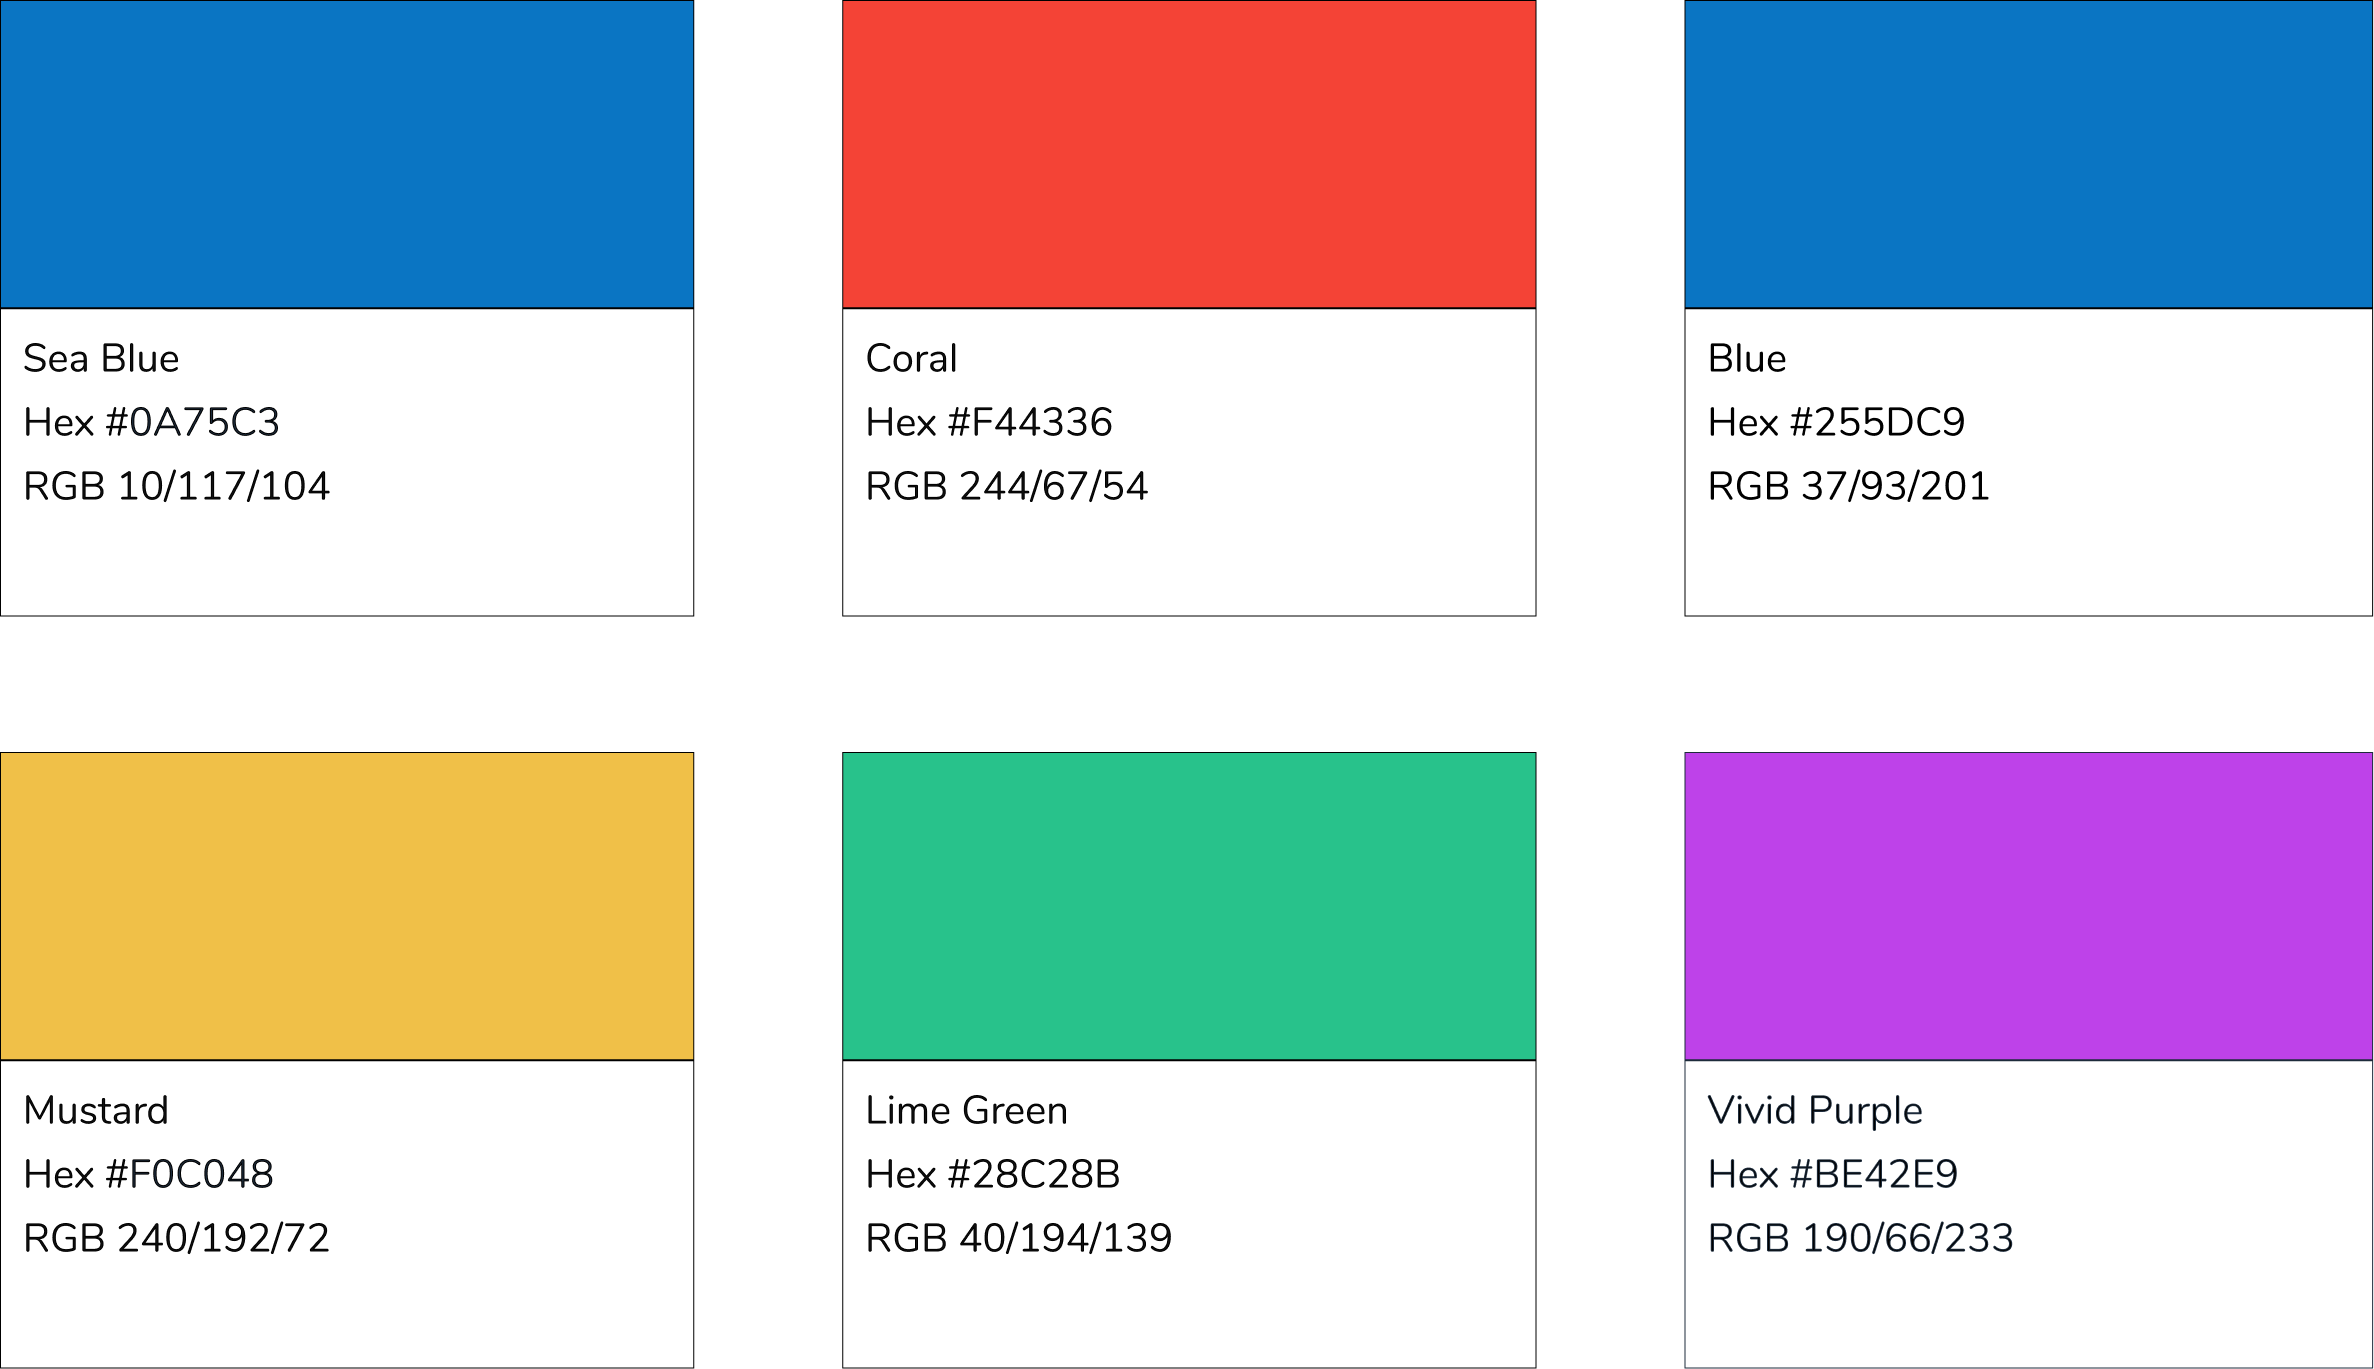 Sea Blue
Hex #0A75C3
RGB 10/117/104
Coral
Hex #F44336
RGB 244/67/54
Blue
Hex #255DC9
RGB 37/93/201
Mustard
Hex #F0C048
RGB 240/192/72
Lime Green
Hex #28C28B
RGB 40/194/139
Vivid Purple
Hex #BE42E9
RGB 190/66/233